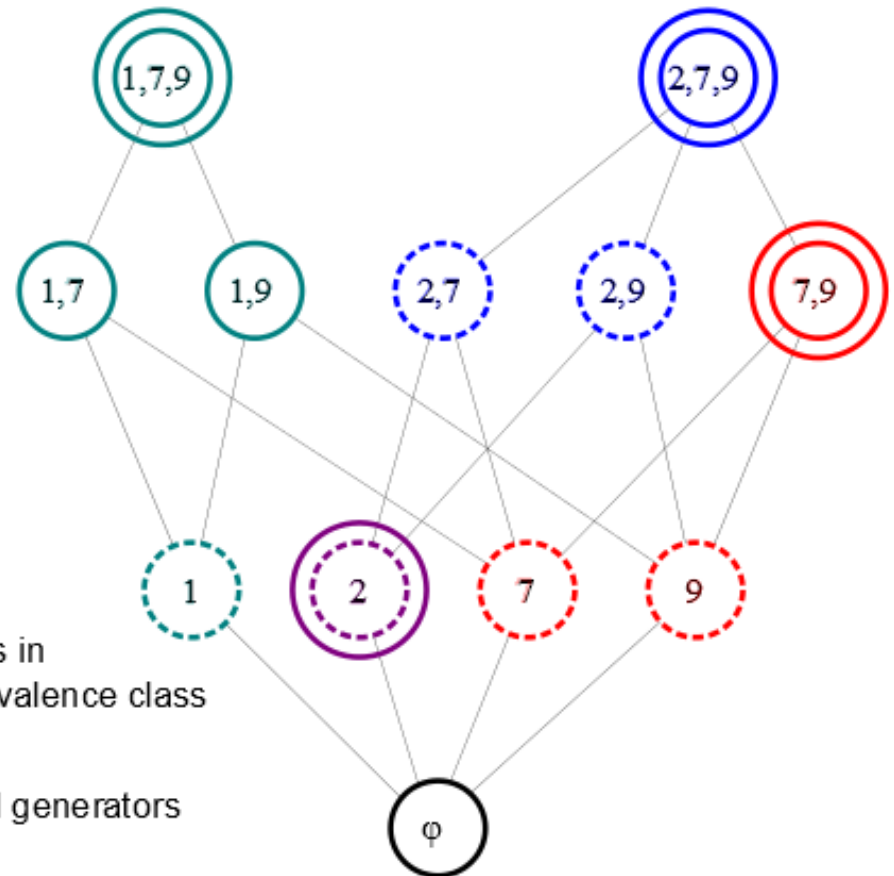 1,7,9
2,7,9
1,7
1,9
2,7
2,9
7,9
1
2
7
9
s in
valence class
generators
φ